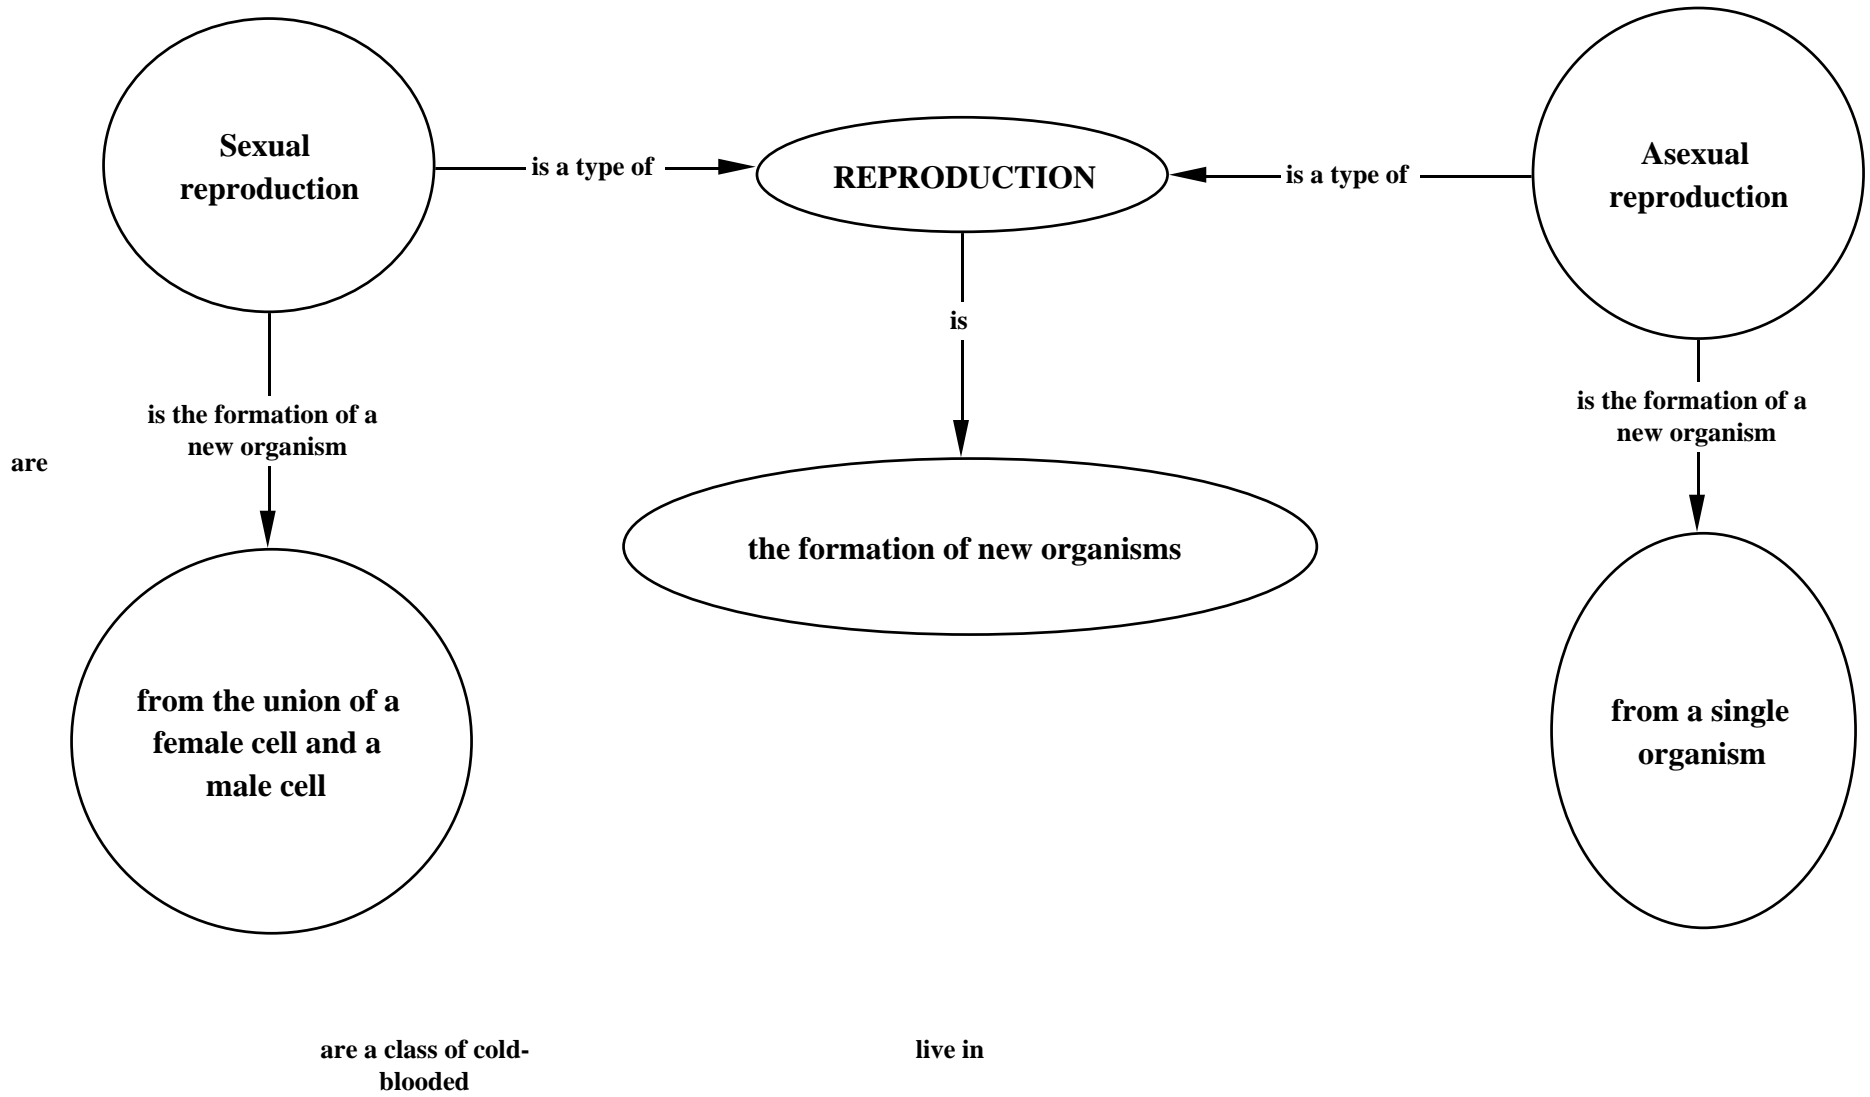 Sexual
reproduction
is a type of
REPRODUCTION
is a type of
Asexual
reproduction
is
is the formation of a
new organism
is the formation of a
new organism
are
the formation of new organisms
from the union of a
female cell and a
male cell
from a single
organism
are a class of cold-
blooded
live in